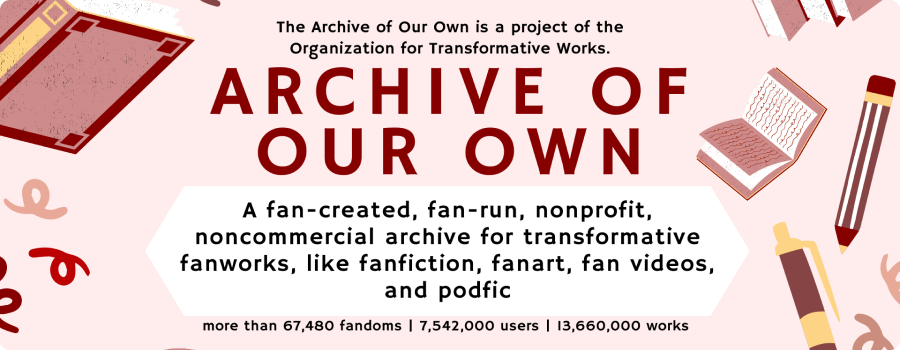 The Archive of Our Own is a project of the
Organization for Transformative Works.
ARCHIVE OF
OUR OWN
A fan-created, fan-run, nonprofit,
noncommercial archive for transformative
fanworks, like fanfiction, fanart, fan videos,
and podfic
more than 67,480 fandoms | 7,542,000 users | 13,660,000 works